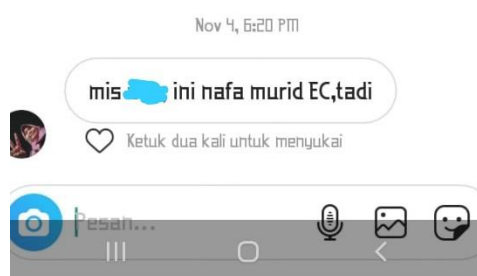 Nov 4, 6:20 PM
mis ini nafa murid EC,tadi
Ketuk dua kali untuk menyukai
Pesan...